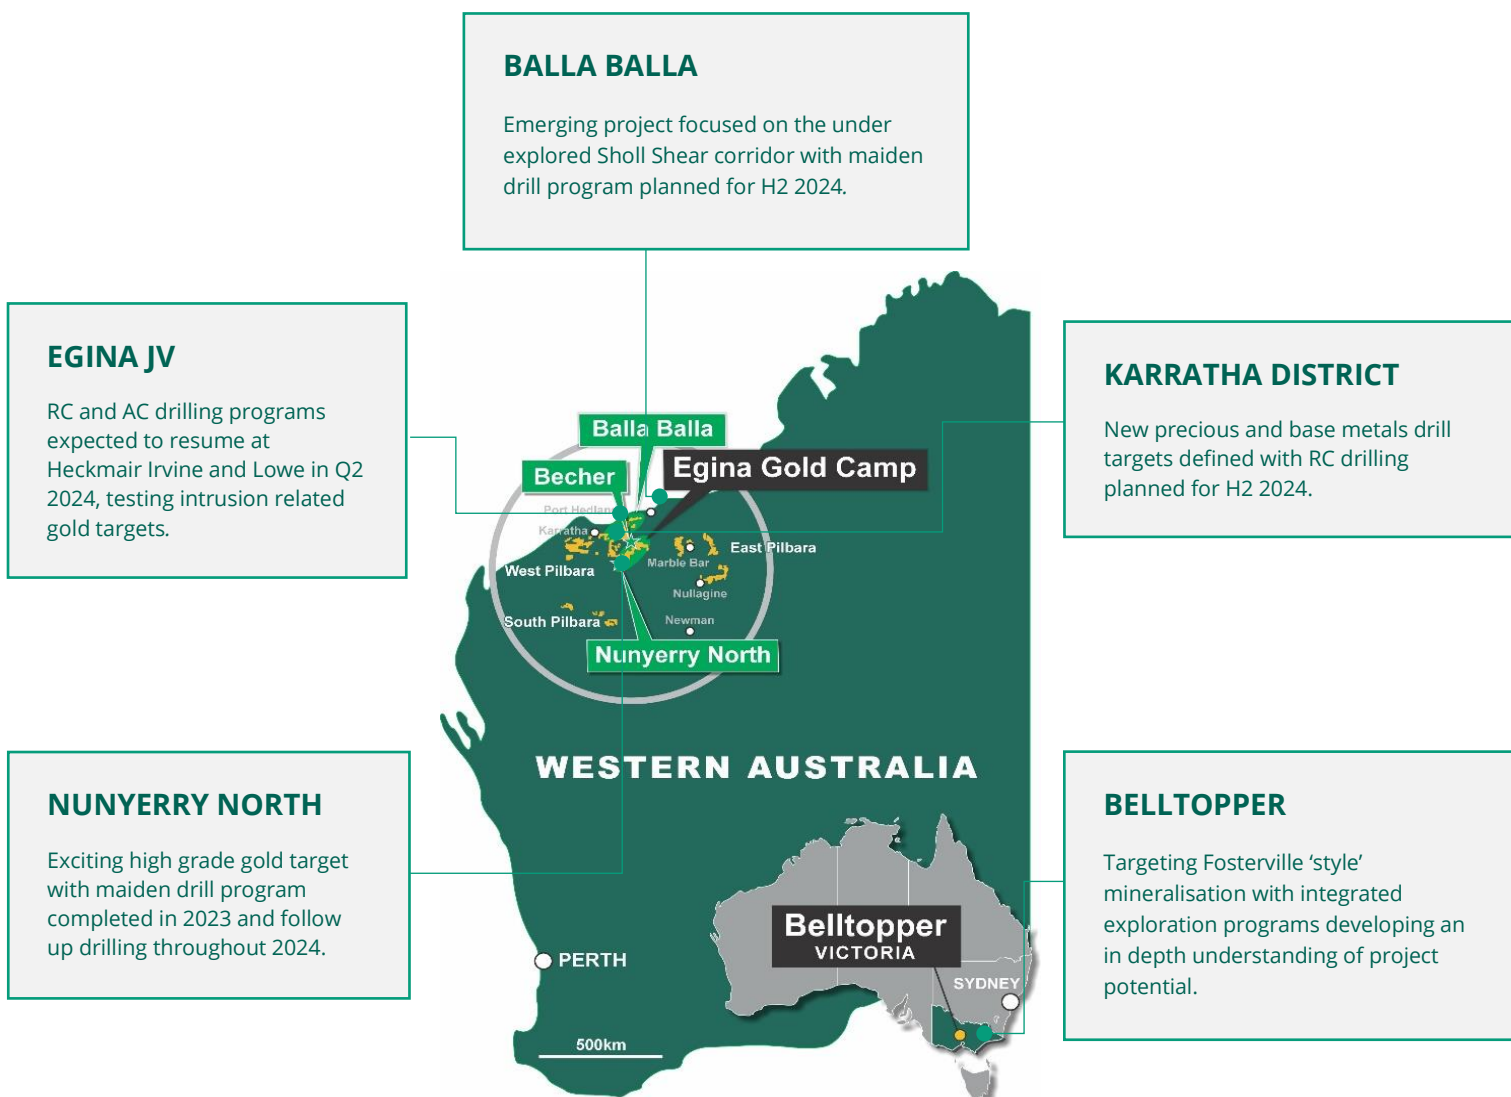 BALLA BALLA
Emerging project focused on the under
explored Sholl Shear corridor with maiden
drill program planned for H2 2024.
EGINA JV
RC and AC drilling programs
expected to resume at
Heckmair Irvine and Lowe in Q2
2024, testing intrusion related
gold targets.
KARRATHA DISTRICT
New precious and base metals drill
targets defined with RC drilling
planned for H2 2024.
Balla Balla
Becher
Egina Gold Camp
Port Hedland
Karratha
East Pilbara
West Pilbara
Marble Bar
Nullagine
South Pilbara
Newman
Nunyerry North
WESTERN AUSTRALIA
NUNYERRY NORTH
Exciting high grade gold target
with maiden drill program
completed in 2023 and follow
up drilling throughout 2024.
BELLTOPPER
Targeting Fosterville ‘style’
mineralisation with integrated
exploration programs developing an
in depth understanding of project
potential.
Belltopper
VICTORIA
PERTH
SYDNEY
500km